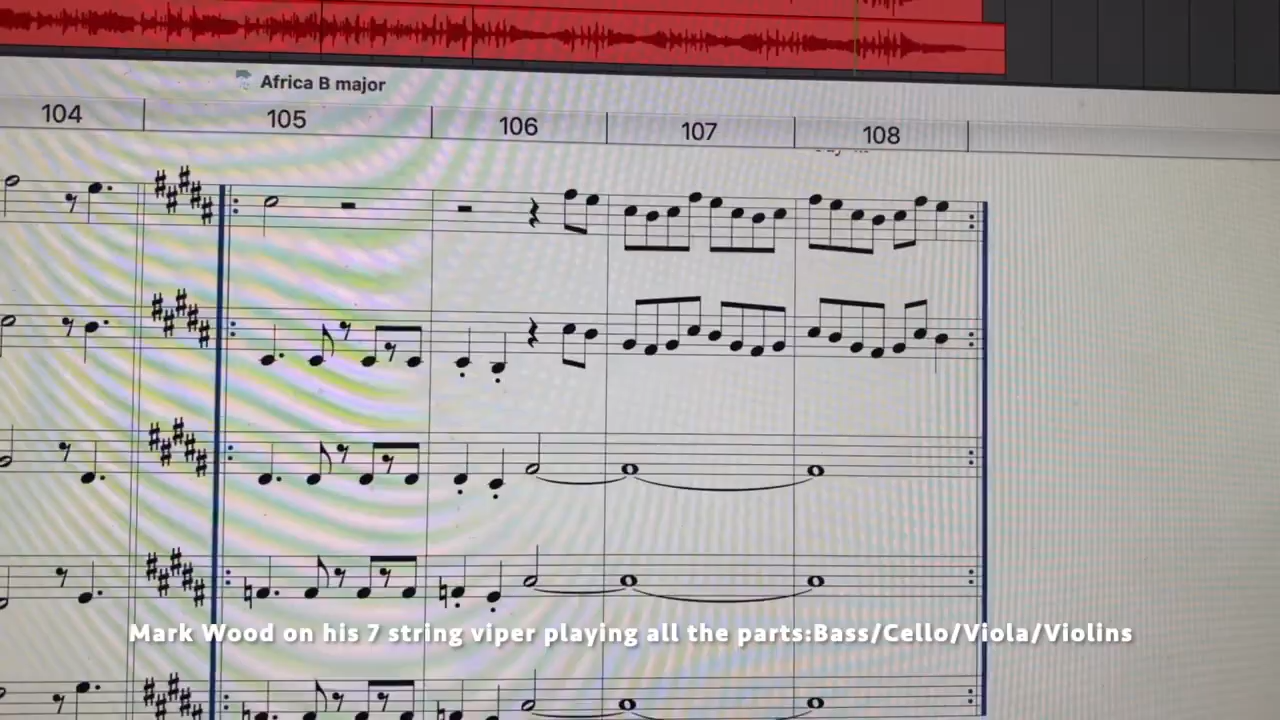 Africa B major
104 105 106 107 108
Mark Wood on his 7 string viper playing all the parts:Bass/Cello/Viola/Violins